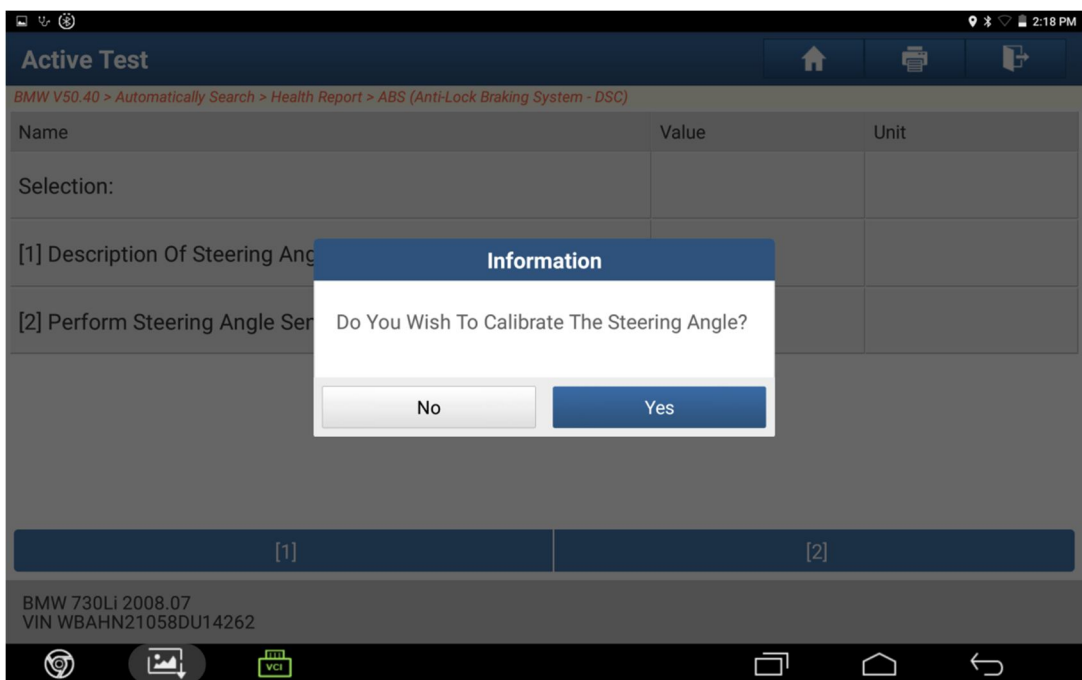 2:18 PM
Active Test
BMW V50.40 > Automatically Search > Health Report > ABS (Anti-Lock Braking System - DSC)
Name Value Unit
Selection:
[1] Description Of Steering Ang
Information
[2] Perform Steering Angle Ser
Do You Wish To Calibrate The Steering Angle?
No Yes
[1] [2]
BMW 730Li 2008.07
VIN WBAHN21058DU14262
VCI